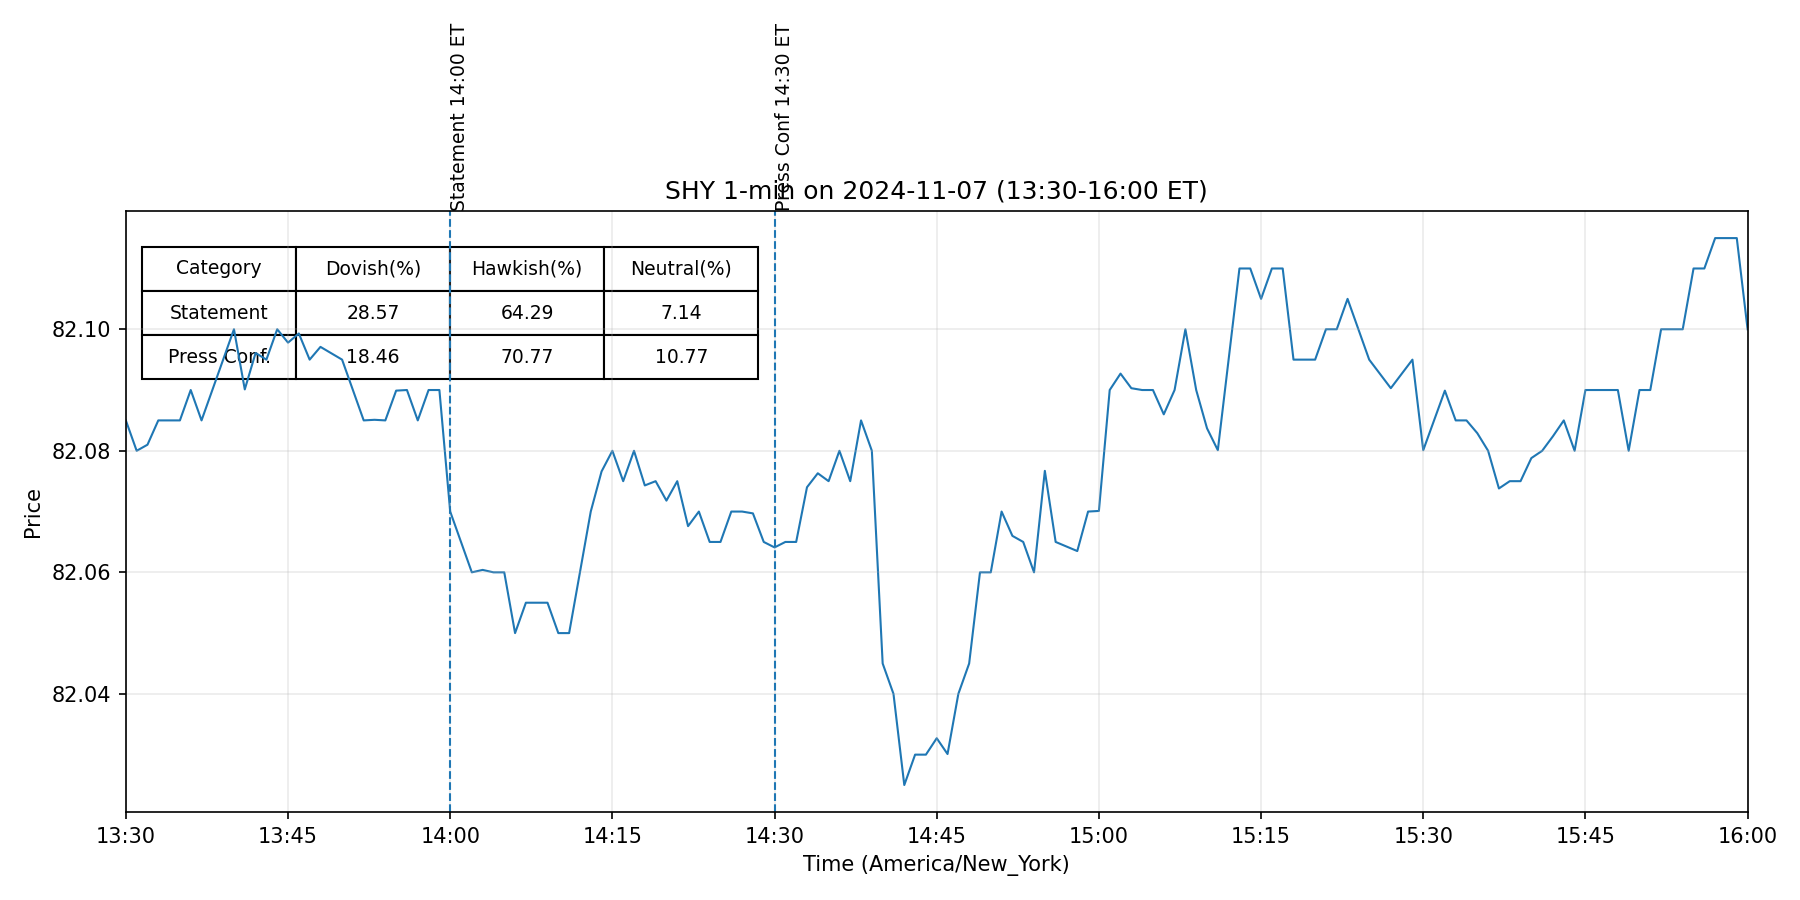 Statement 14:00 ET
Press Conf 14:30 ET
SHY 1-min on 2024-11-07 (13:30-16:00 ET)
Category Dovish(%) Hawkish(%) Neutral(%)
Statement 28.57 64.29 7.14
Press Conf. 18.46 70.77 10.77
Price
82.10
82.08
82.06
82.04
13:30 13:45 14:00 14:15 14:30 14:45 15:00 15:15 15:30 15:45 16:00
Time (America/New_York)